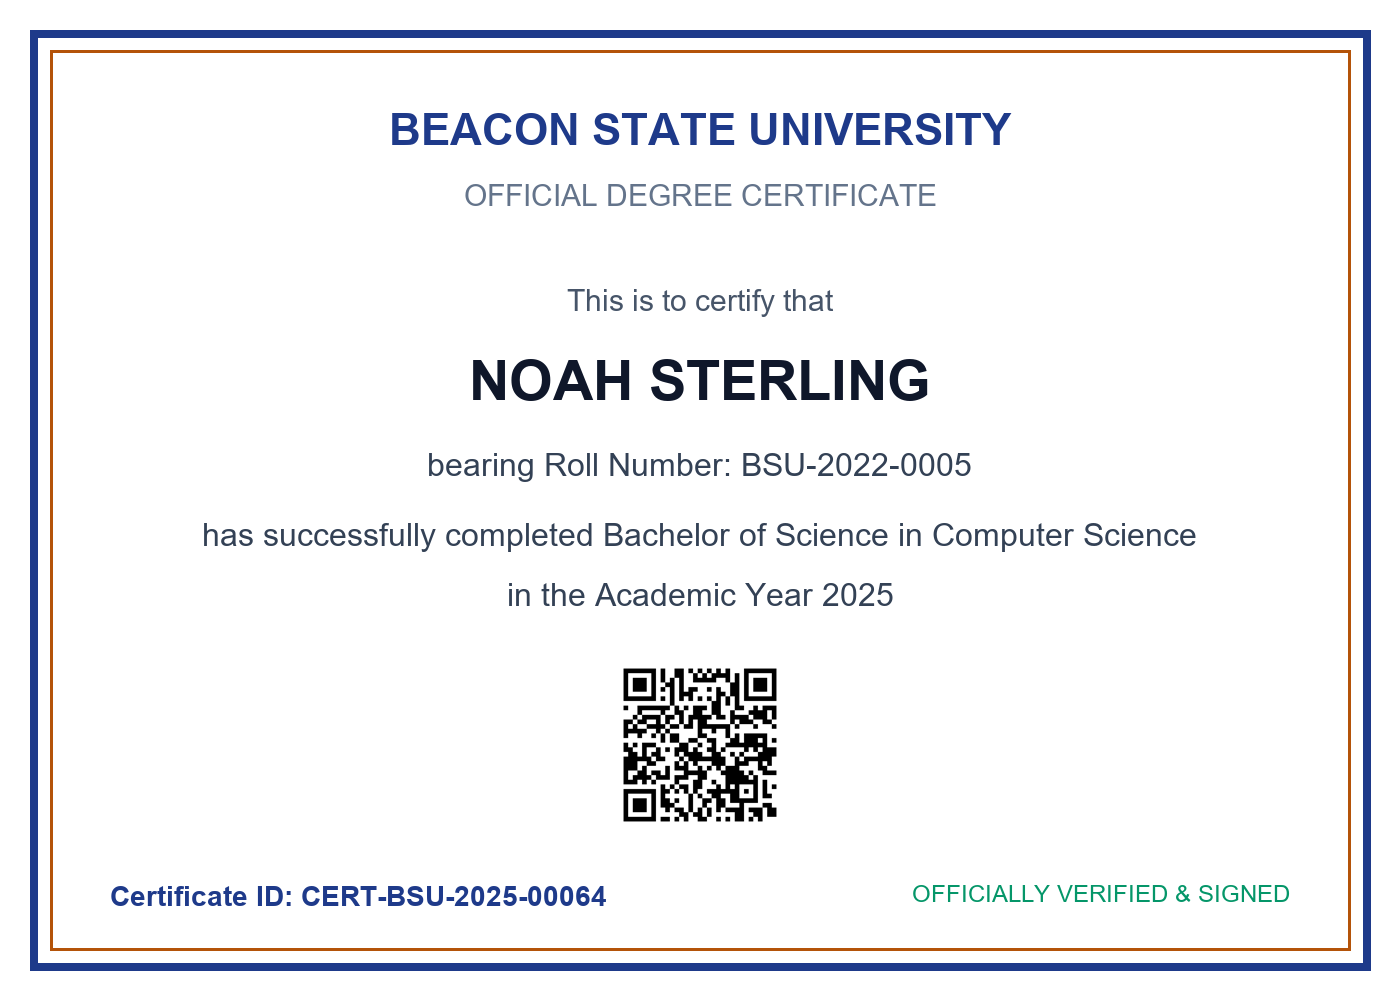 BEACON STATE UNIVERSITY
OFFICIAL DEGREE CERTIFICATE
This is to certify that
NOAH STERLING
bearing Roll Number: BSU-2022-0005
has successfully completed Bachelor of Science in Computer Science
in the Academic Year 2025
Certificate ID: CERT-BSU-2025-00064
OFFICIALLY VERIFIED & SIGNED